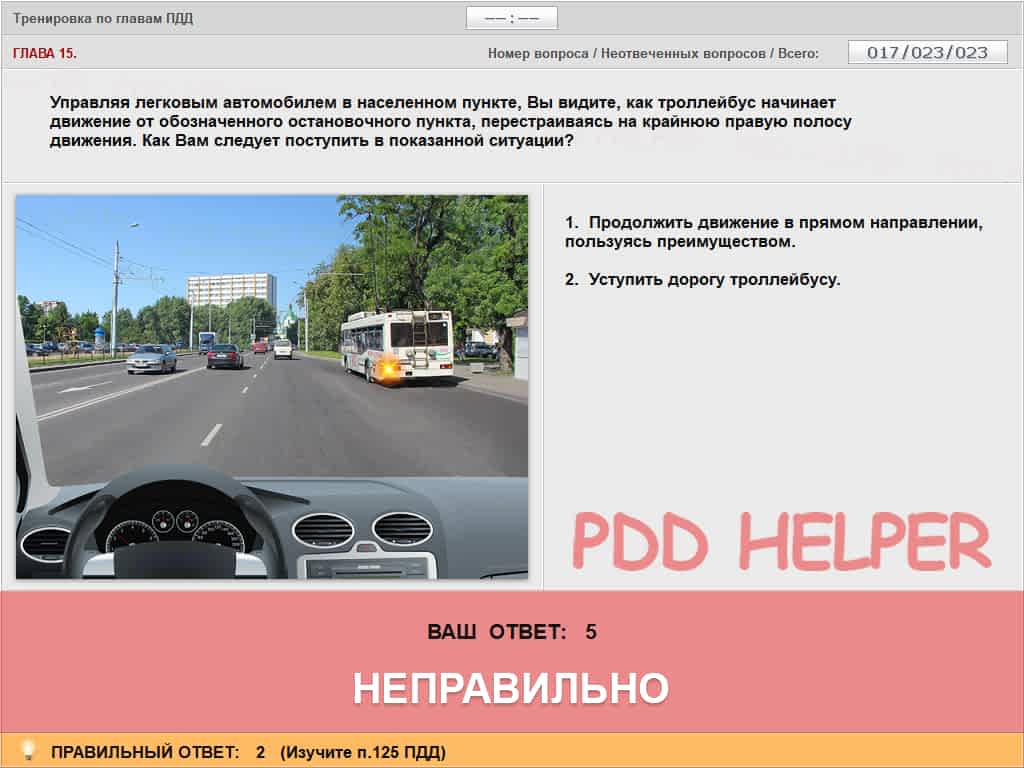 Тренировка по главам ПДД
—— : ——
ГЛАВА 15.
Номер вопроса / Неотвеченных вопросов / Всего:
017/023/023
Управляя легковым автомобилем в населенном пункте, Вы видите, как троллейбус начинает
движение от обозначенного остановочного пункта, перестраиваясь на крайнюю правую полосу
движения. Как Вам следует поступить в показанной ситуации?
1. Продолжить движение в прямом направлении,
пользуясь преимуществом.
2. Уступить дорогу троллейбусу.
PDD HELPER
ВАШ ОТВЕТ: 5
НЕПРАВИЛЬНО
ПРАВИЛЬНЫЙ ОТВЕТ: 2 (Изучите п.125 ПДД)